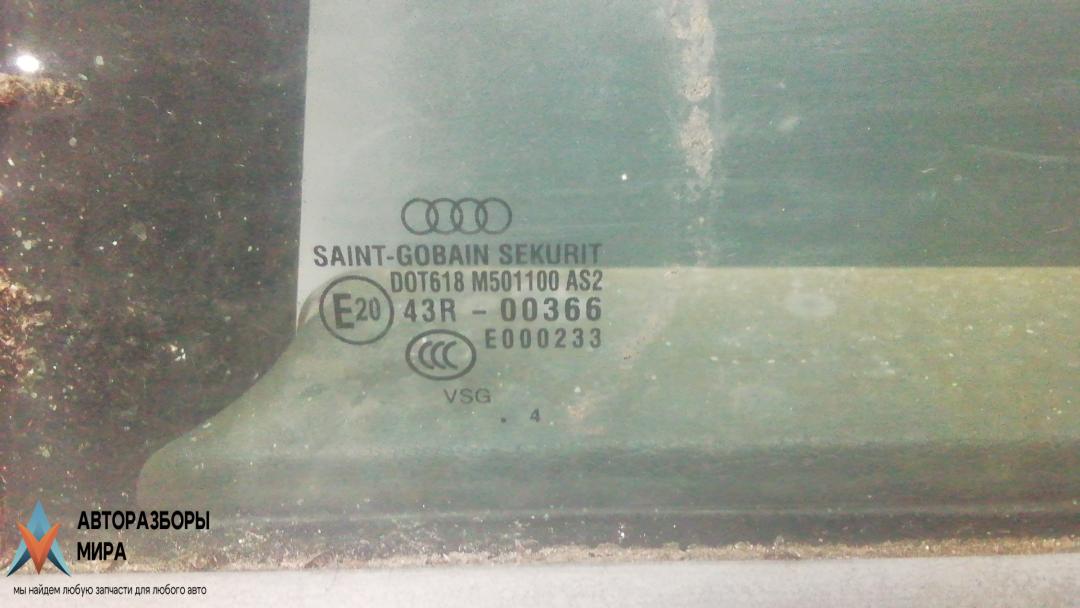 SAINT-GOBAIN SEKURIT
DOT618 M501100 AS2
E20 43R - 00366
E000233
CCC
VSG
. 4
АВТОРАЗБОРЫ
МИРА
мы найдем любую запчасти для любого авто